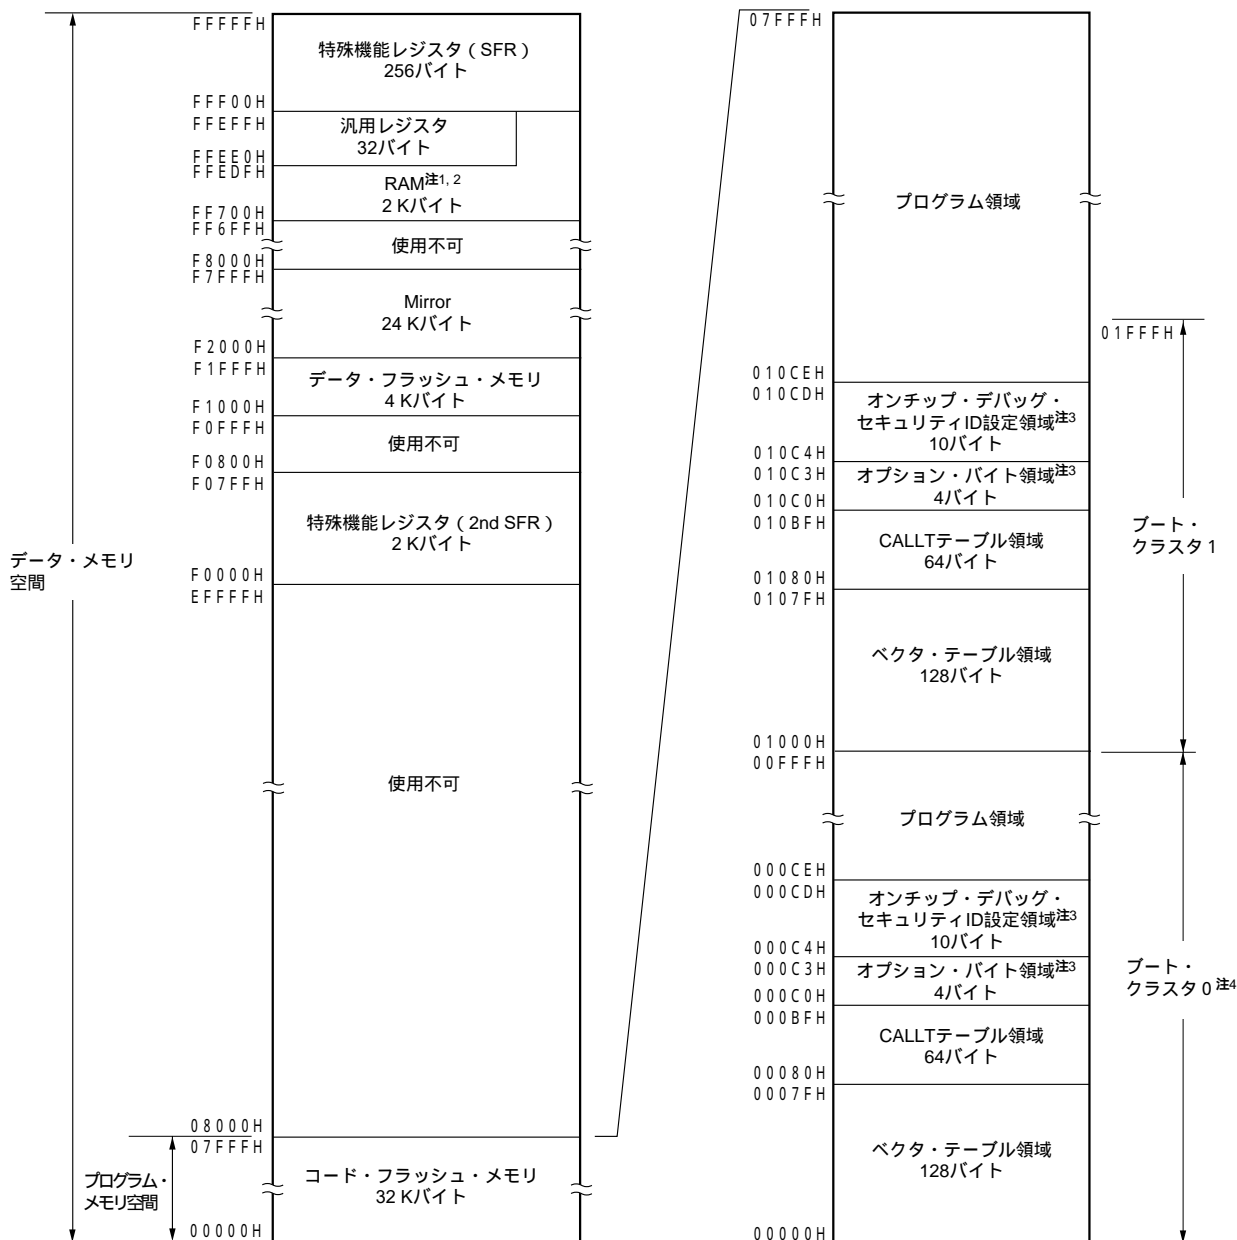 FFFFFH
特殊機能レジスタ（SFR）
256バイト
FFF00H
FFEFFH
汎用レジスタ
32バイト
FFEE0H
FFEDFH
RAM注1, 2
2 Kバイト
FF700H
FF6FFH
使用不可
F8000H
F7FFFH
Mirror
24 Kバイト
F2000H
F1FFFH
データ・フラッシュ・メモリ
4 Kバイト
F1000H
F0FFFH
使用不可
F0800H
F07FFH
特殊機能レジスタ（2nd SFR）
2 Kバイト
データ・メモリ
空間
F0000H
EFFFFH
使用不可
08000H
07FFFH
コード・フラッシュ・メモリ
32 Kバイト
プログラム・
メモリ空間
00000H
07FFFH
プログラム領域
01FFFH
010CEH
010CDH
オンチップ・デバッグ・
セキュリティID設定領域注3
10バイト
010C4H
010C3H
オプション・バイト領域注3
4バイト
010C0H
010BFH
CALLTテーブル領域
64バイト
ブート・
クラスタ1
01080H
0107FH
ベクタ・テーブル領域
128バイト
01000H
00FFFH
プログラム領域
000CEH
000CDH
オンチップ・デバッグ・
セキュリティID設定領域注3
10バイト
000C4H
000C3H
オプション・バイト領域注3
4バイト
ブート・
クラスタ0注4
000C0H
000BFH
CALLTテーブル領域
64バイト
00080H
0007FH
ベクタ・テーブル領域
128バイト
00000H